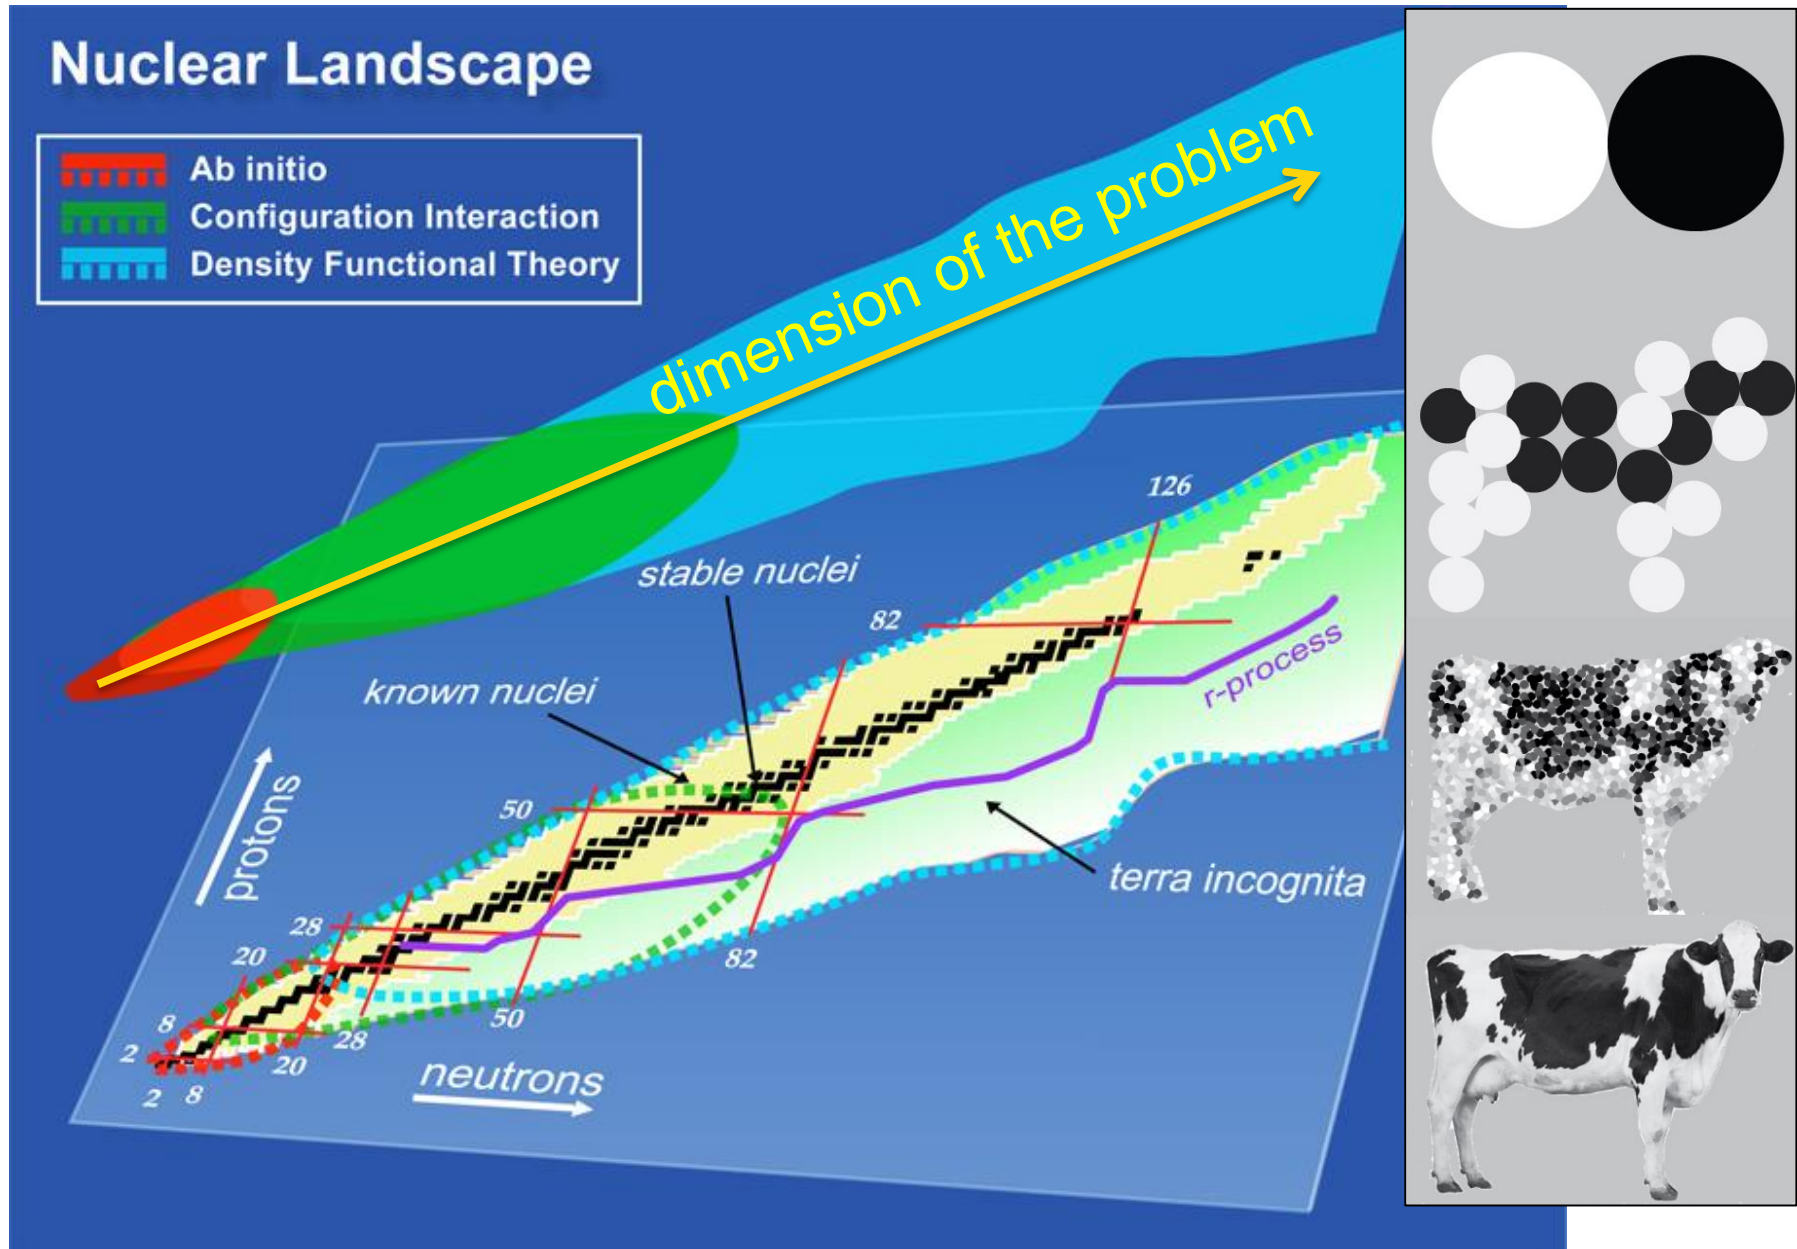 Nuclear Landscape
Ab initio
Configuration Interaction
Density Functional Theory
dimension of the problem
126
stable nuclei
82
known nuclei
r-process
protons
50
terra incognita
28
20
82
8
50
28
2
20
neutrons
2
8